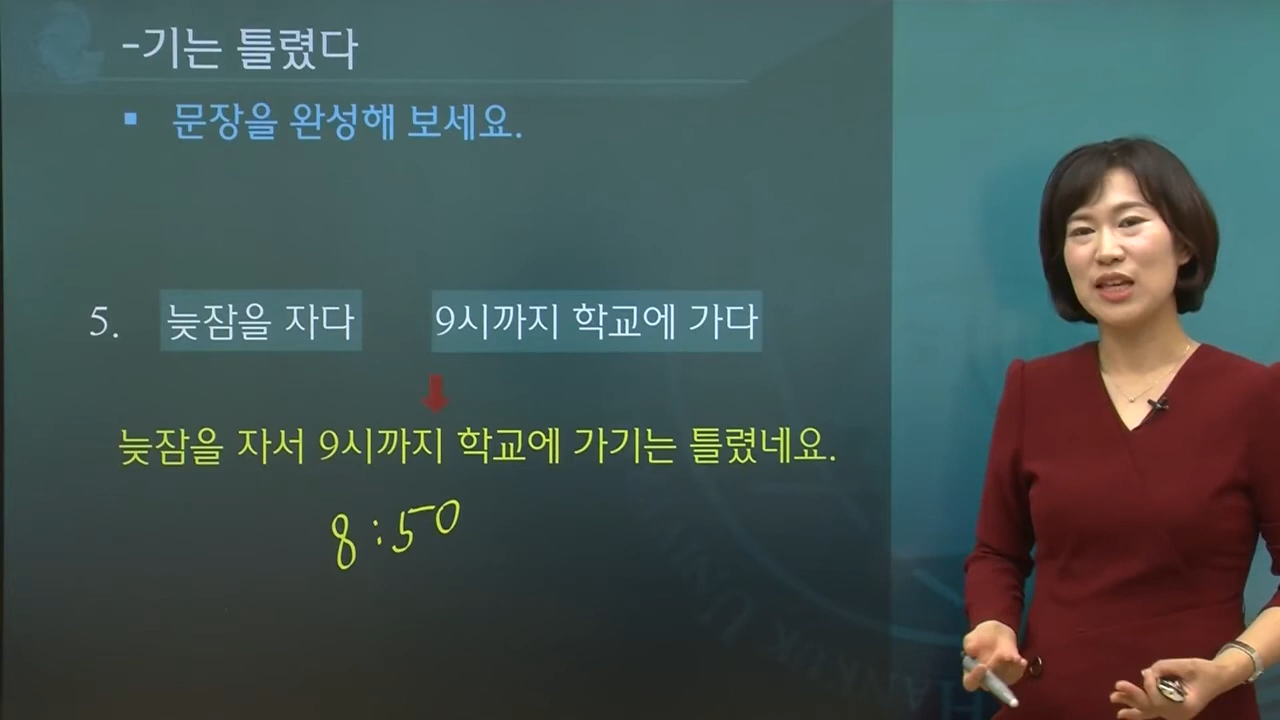 -기는 틀렸다
▪ 문장을 완성해 보세요.
5. 늦잠을 자다 9시까지 학교에 가다
늦잠을 자서 9시까지 학교에 가기는 틀렸네요.
8:50